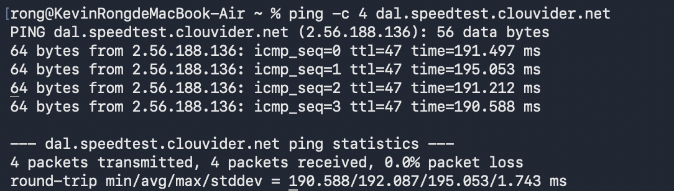 [rong@KevinRongdeMacBook-Air ~ % ping -c 4 dal.speedtest.clouvider.net
PING dal.speedtest.clouvider.net (2.56.188.136): 56 data bytes
64 bytes from 2.56.188.136: icmp_seq=0 ttl=47 time=191.497 ms
64 bytes from 2.56.188.136: icmp_seq=1 ttl=47 time=195.053 ms
64 bytes from 2.56.188.136: icmp_seq=2 ttl=47 time=191.212 ms
64 bytes from 2.56.188.136: icmp_seq=3 ttl=47 time=190.588 ms

--- dal.speedtest.clouvider.net ping statistics ---
4 packets transmitted, 4 packets received, 0.0% packet loss
round-trip min/avg/max/stddev = 190.588/192.087/195.053/1.743 ms